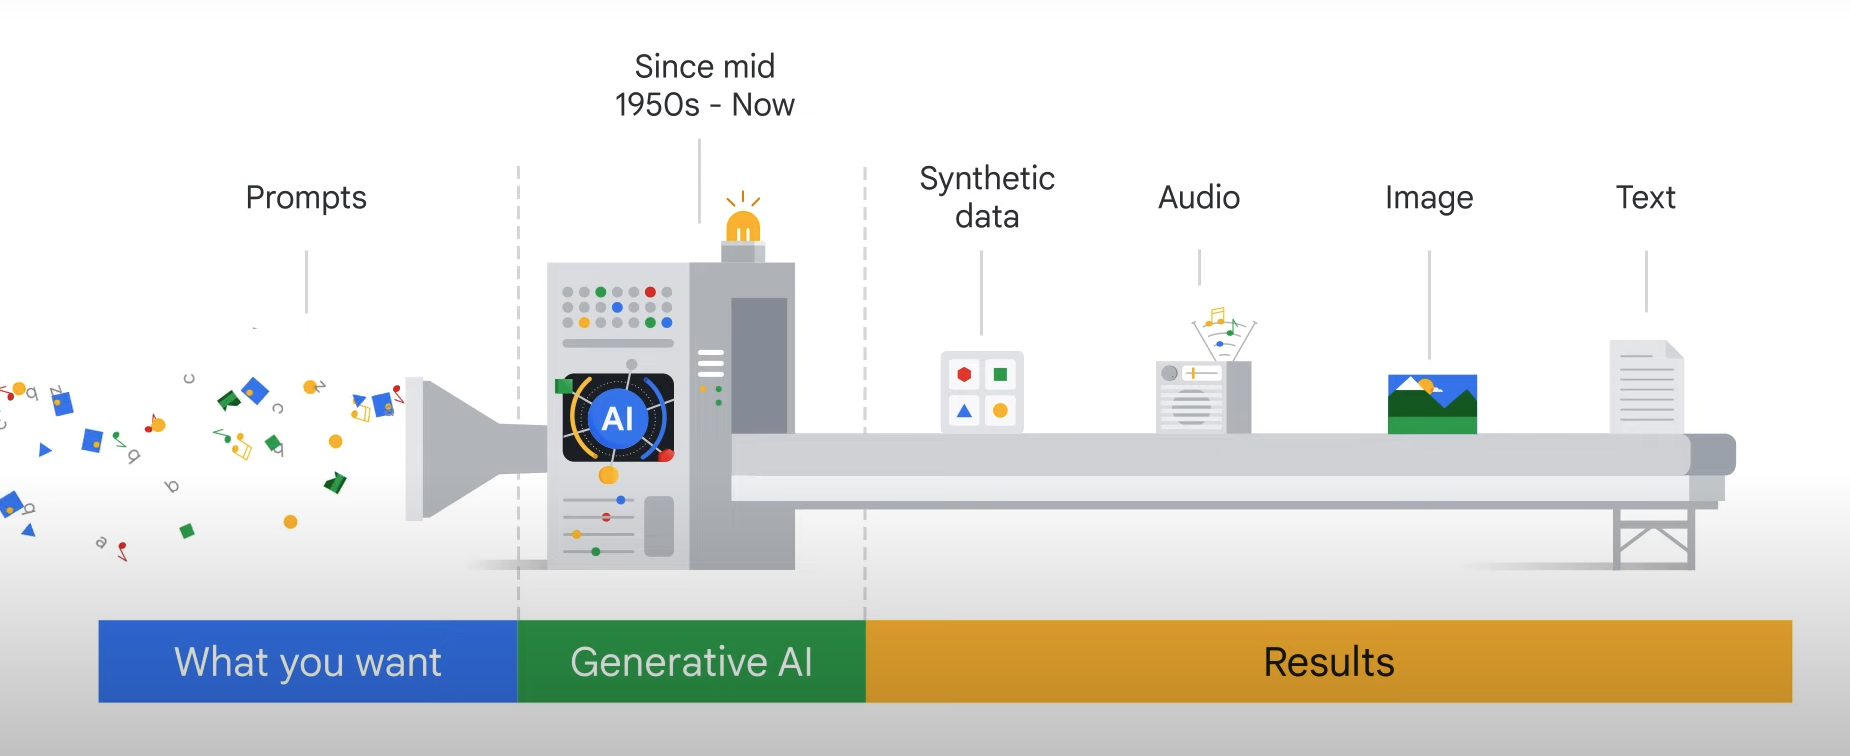 Since mid
1950s - Now
Prompts
Synthetic
data
Audio
Image
Text
AI
What you want
Generative AI
Results